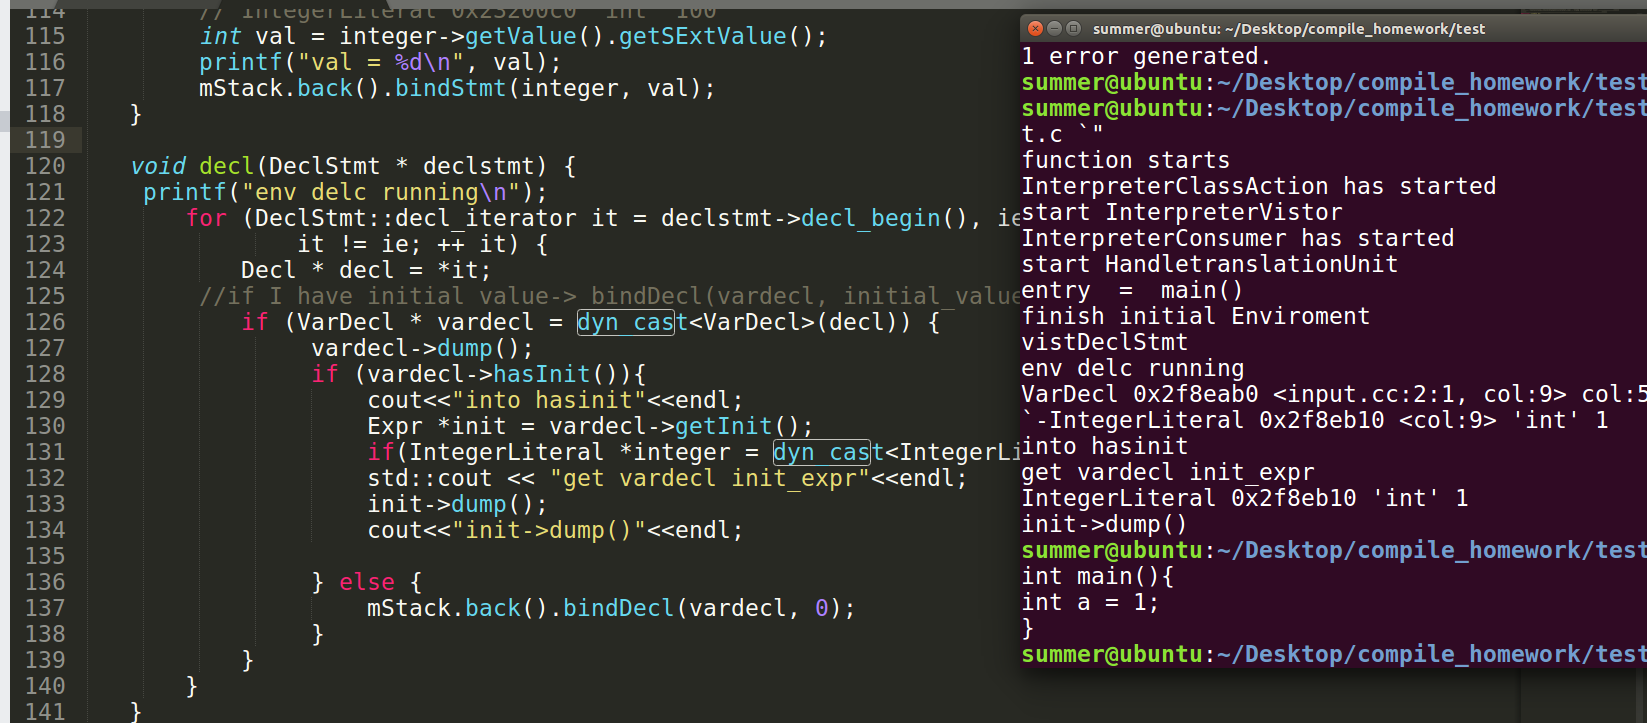 114 // IntegerLiteral 0x23200c0 'int' 100
115 int val = integer->getValue().getSExtValue();
116 printf("val = %d\n", val);
117 mStack.back().bindStmt(integer, val);
118 }
119
120 void decl(DeclStmt * declstmt) {
121 printf("env delc running\n");
122 for (DeclStmt::decl_iterator it = declstmt->decl_begin(), ie
123 it != ie; ++ it) {
124 Decl * decl = *it;
125 //if I have initial value-> bindDecl(vardecl, initial_value
126 if (VarDecl * vardecl = dyn_cast<VarDecl>(decl)) {
127 vardecl->dump();
128 if (vardecl->hasInit()){
129 cout<<"into hasinit"<<endl;
130 Expr *init = vardecl->getInit();
131 if(IntegerLiteral *integer = dyn_cast<IntegerLi
132 std::cout << "get vardecl init_expr"<<endl;
133 init->dump();
134 cout<<"init->dump()"<<endl;
135
136 } else {
137 mStack.back().bindDecl(vardecl, 0);
138 }
139 }
140 }
141 }
summer@ubuntu: ~/Desktop/compile_homework/test
1 error generated.
summer@ubuntu:~/Desktop/compile_homework/test
summer@ubuntu:~/Desktop/compile_homework/test
t.c `"
function starts
InterpreterClassAction has started
start InterpreterVistor
InterpreterConsumer has started
start HandletranslationUnit
entry  =  main()
finish initial Enviroment
vistDeclStmt
env delc running
VarDecl 0x2f8eab0 <input.cc:2:1, col:9> col:5
`-IntegerLiteral 0x2f8eb10 <col:9> 'int' 1
into hasinit
get vardecl init_expr
IntegerLiteral 0x2f8eb10 'int' 1
init->dump()
summer@ubuntu:~/Desktop/compile_homework/test
int main(){
int a = 1;
}
summer@ubuntu:~/Desktop/compile_homework/test